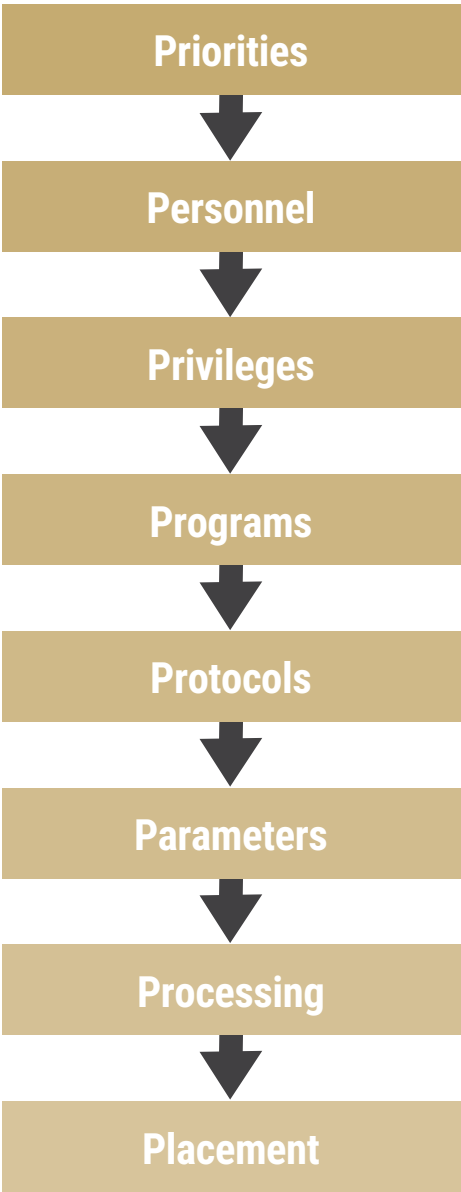 Priorities
Personnel
Privileges
Programs
Protocols
Parameters
Processing
Placement